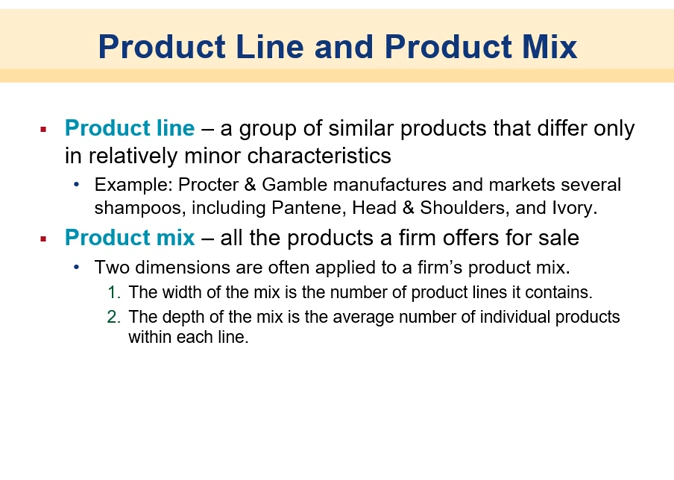 Product Line and Product Mix
▪ Product line – a group of similar products that differ only
in relatively minor characteristics
• Example: Procter & Gamble manufactures and markets several
shampoos, including Pantene, Head & Shoulders, and Ivory.
▪ Product mix – all the products a firm offers for sale
• Two dimensions are often applied to a firm’s product mix.
1. The width of the mix is the number of product lines it contains.
2. The depth of the mix is the average number of individual products
within each line.